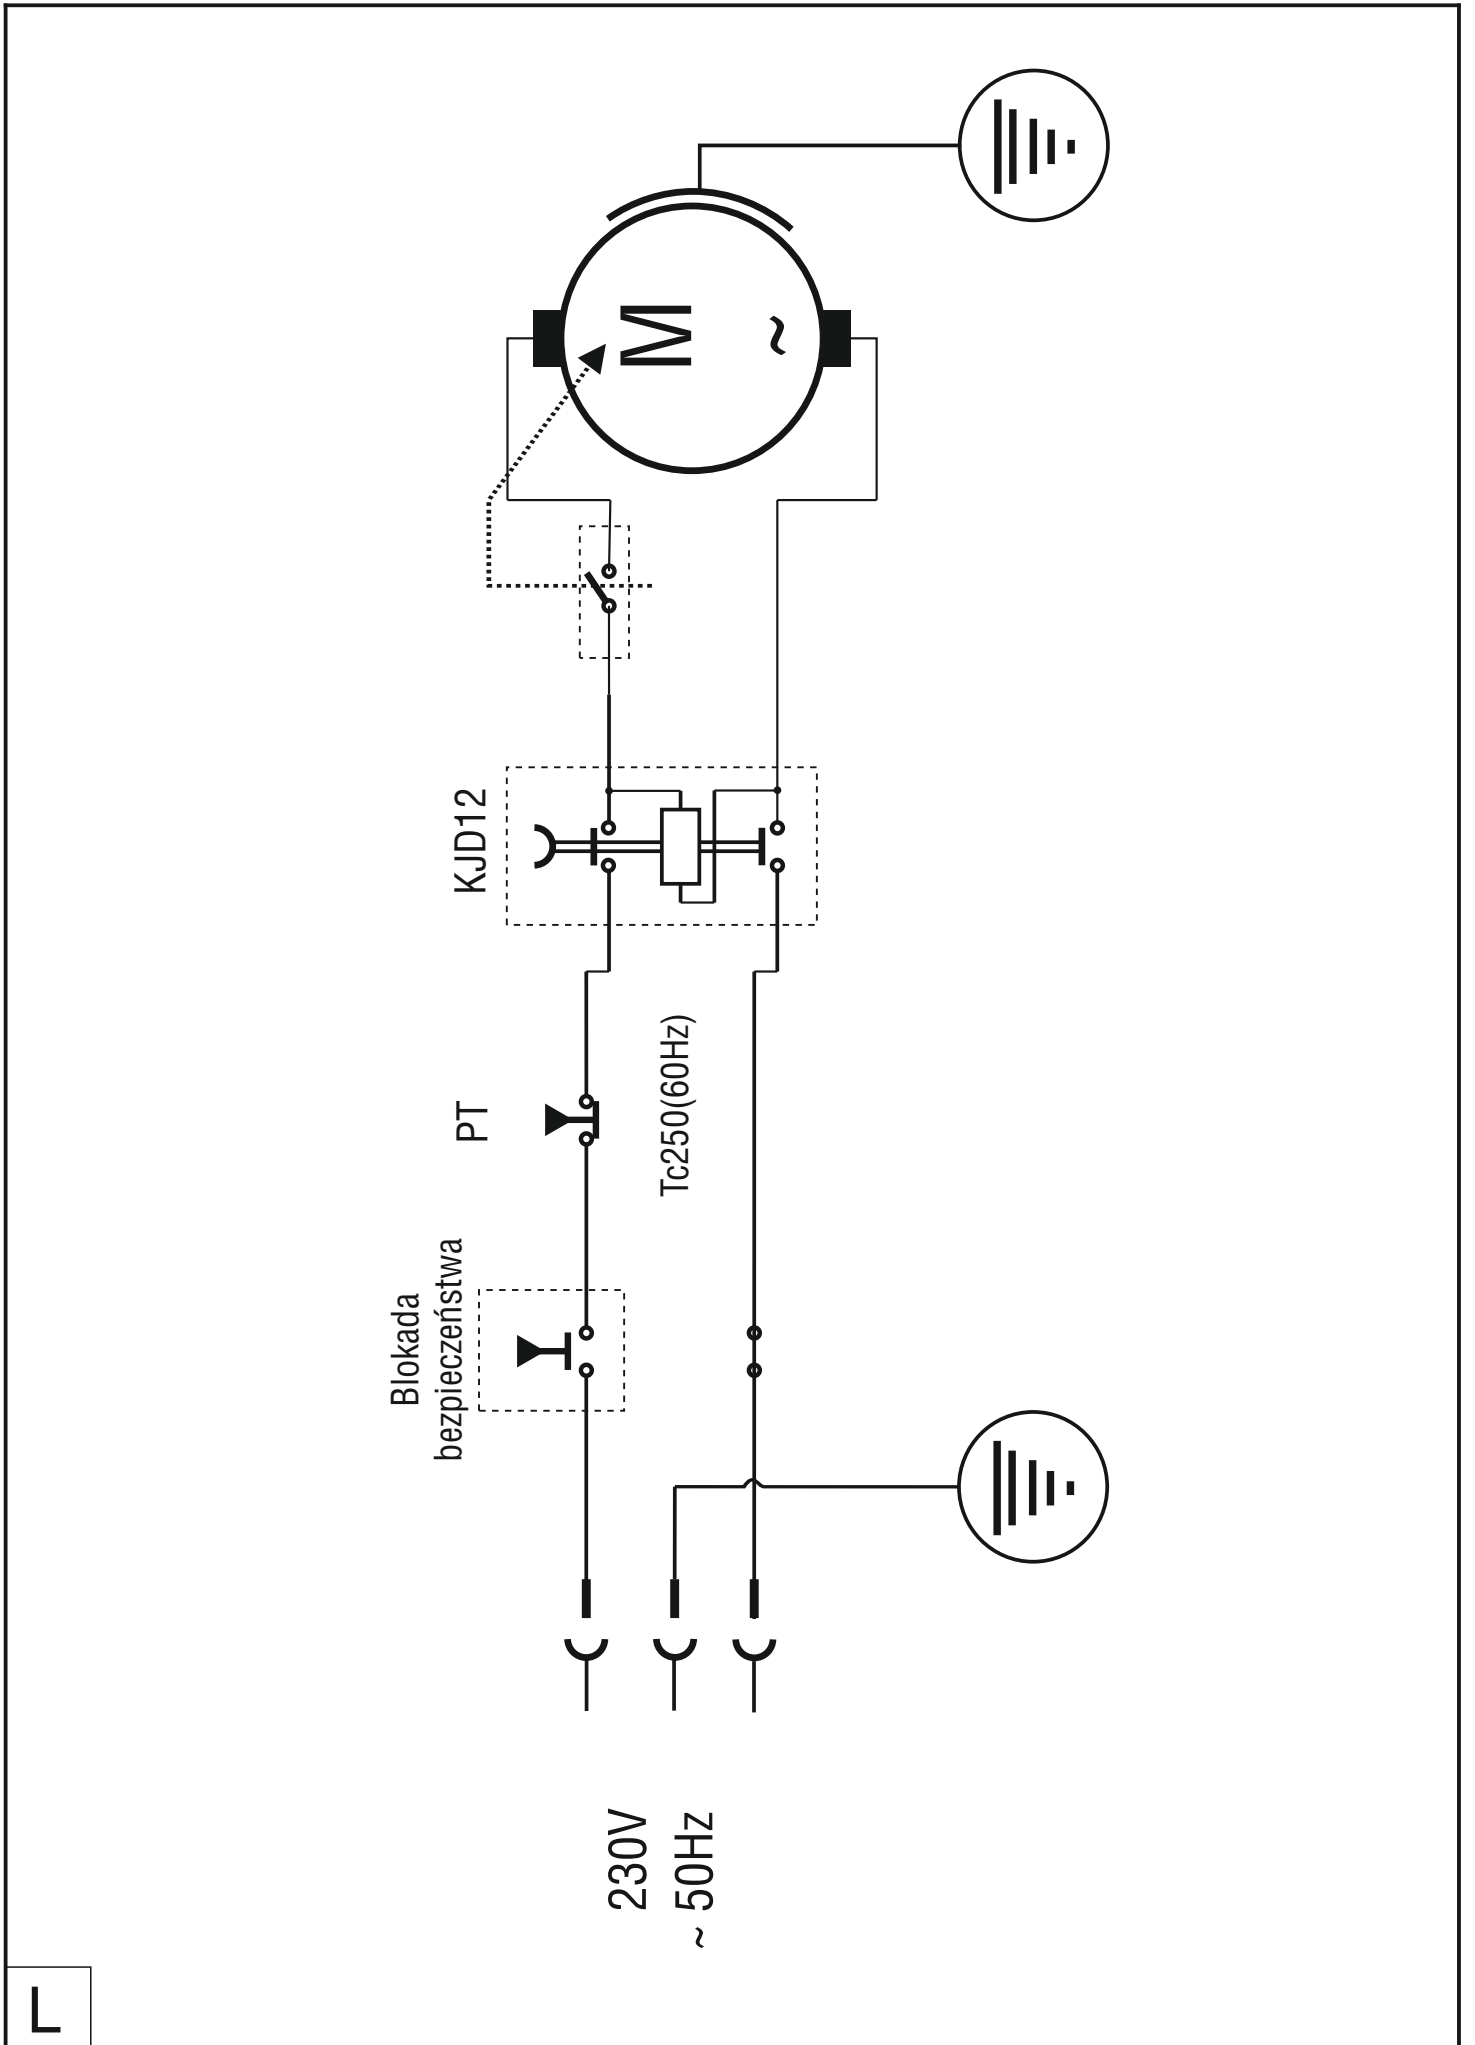 L
230V
~ 50Hz
Blokada
bezpieczeństwa
PT
Tc250(60Hz)
KJD12
M
~